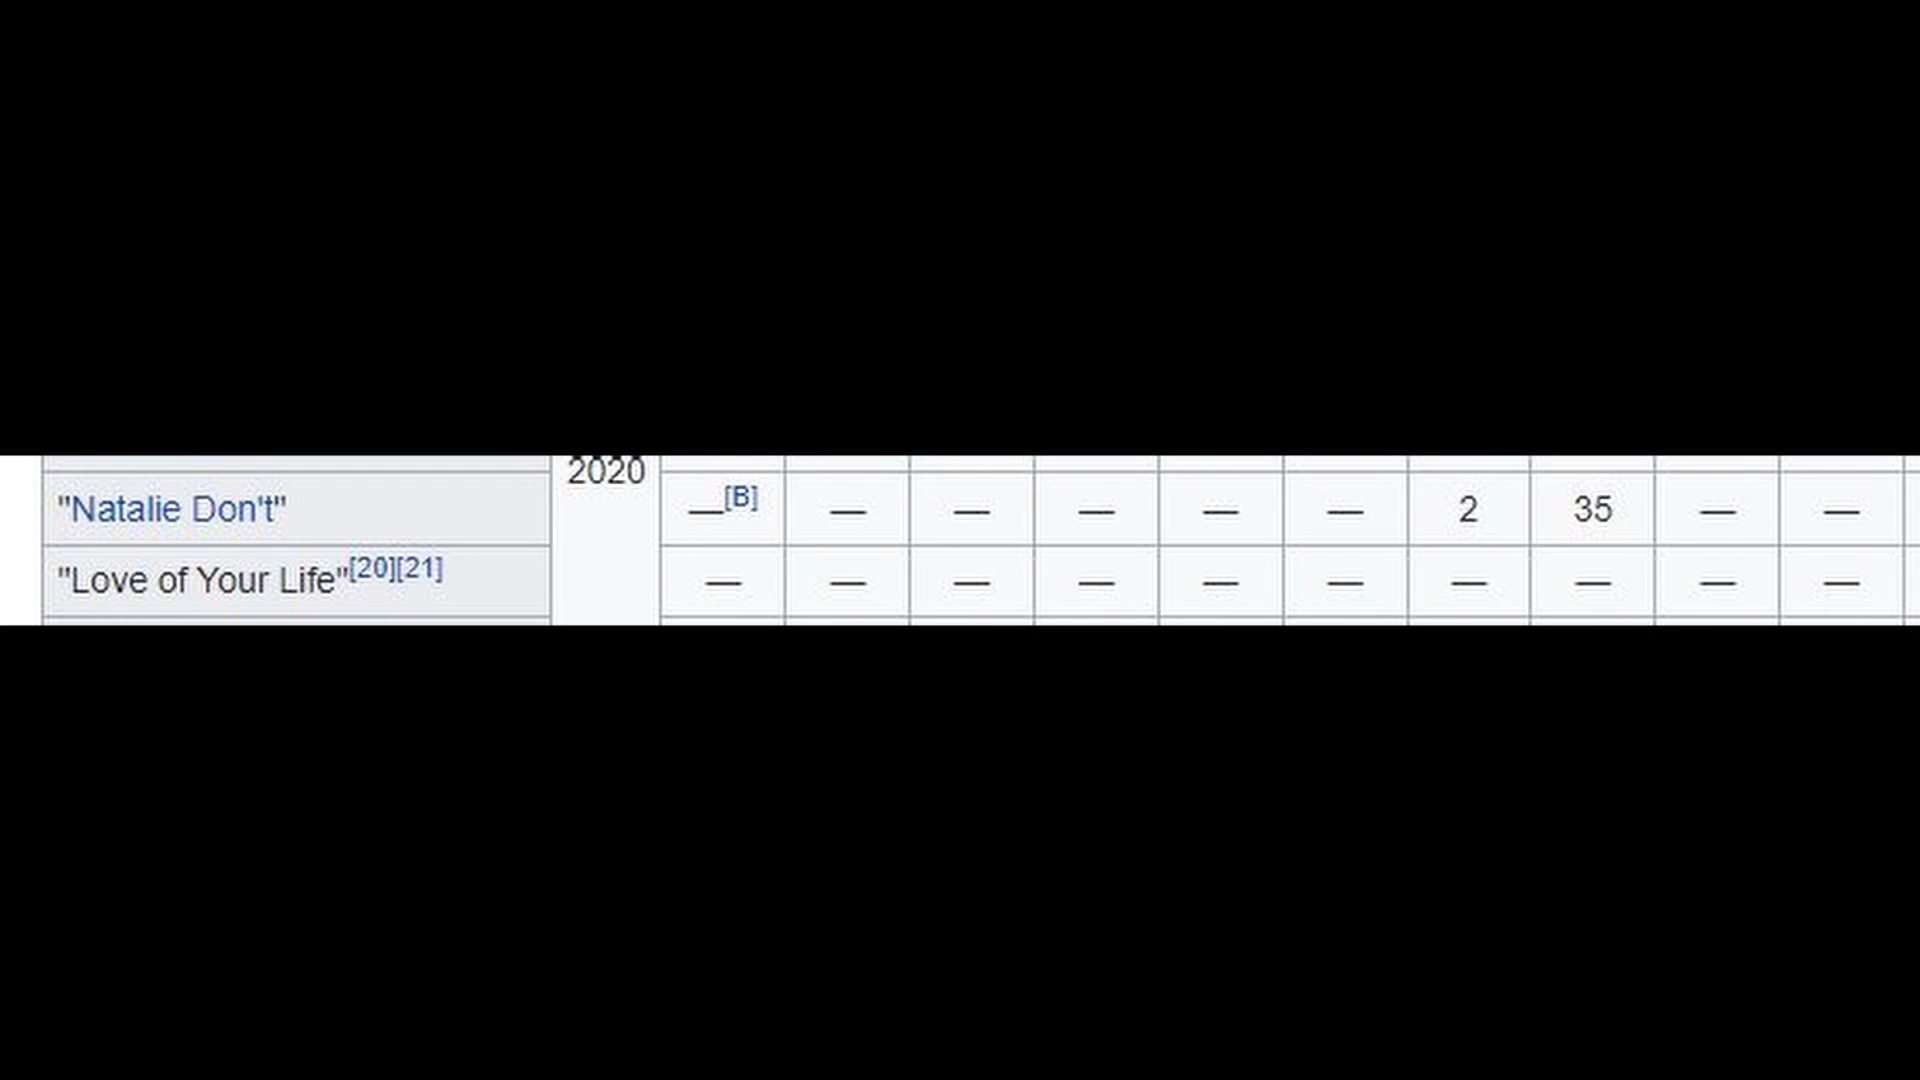 2020
"Natalie Don't" —[B] — — — — — 2 35 — —
"Love of Your Life"[20][21] — — — — — — — — — —